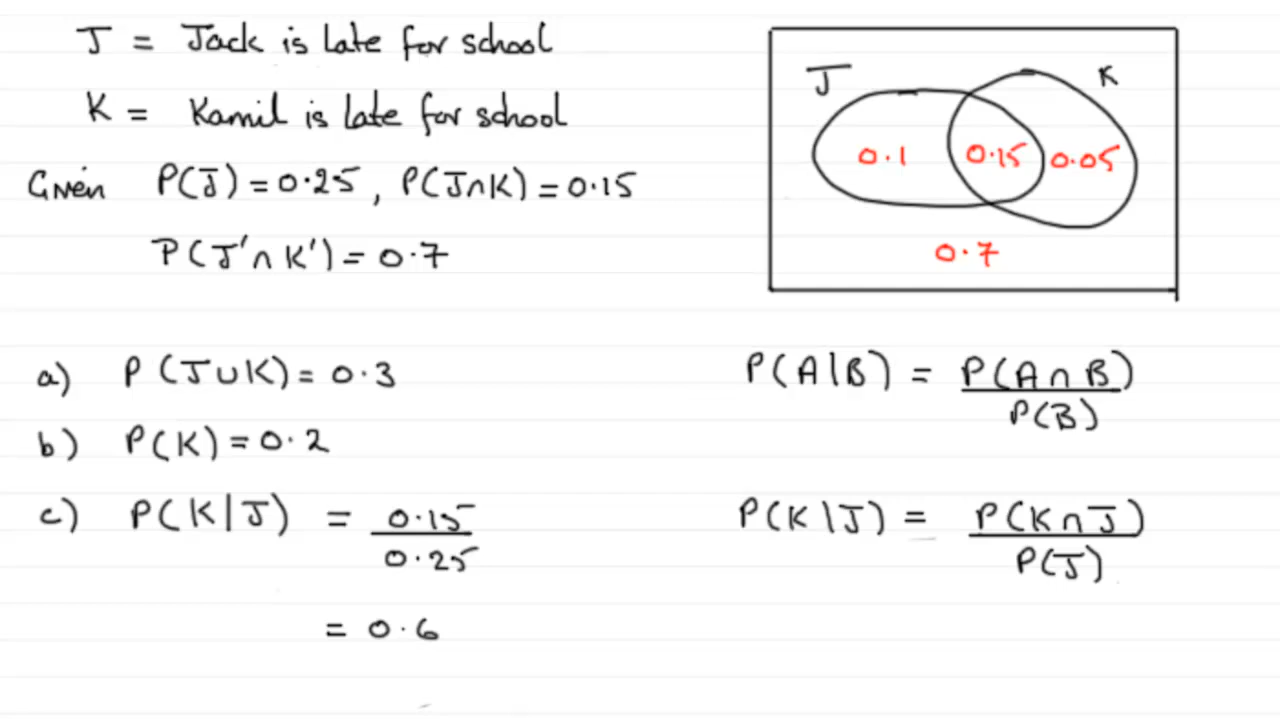 J = Jack is late for school
K = Kamil is late for school
Given P(J) = 0.25, P(J∩K) = 0.15
P(J'∩K') = 0.7
J K
0.1 0.15 0.05
0.7
a) P(J∪K) = 0.3
b) P(K) = 0.2
c) P(K|J) = 0.15
0.25
= 0.6
P(A|B) = P(A∩B)
P(B)
P(K|J) = P(K∩J)
P(J)